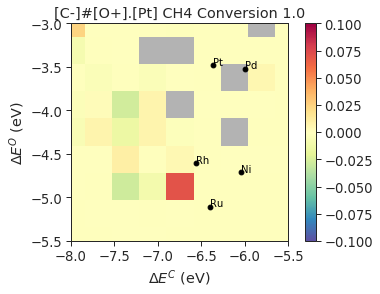 [C-]#[O+].[Pt] CH4 Conversion 1.0
−3.0
−3.5
−4.0
−4.5
−5.0
−5.5
ΔE^O (eV)
Pt
Pd
Rh
Ni
Ru
−8.0 −7.5 −7.0 −6.5 −6.0 −5.5
ΔE^C (eV)
0.100
0.075
0.050
0.025
0.000
−0.025
−0.050
−0.075
−0.100